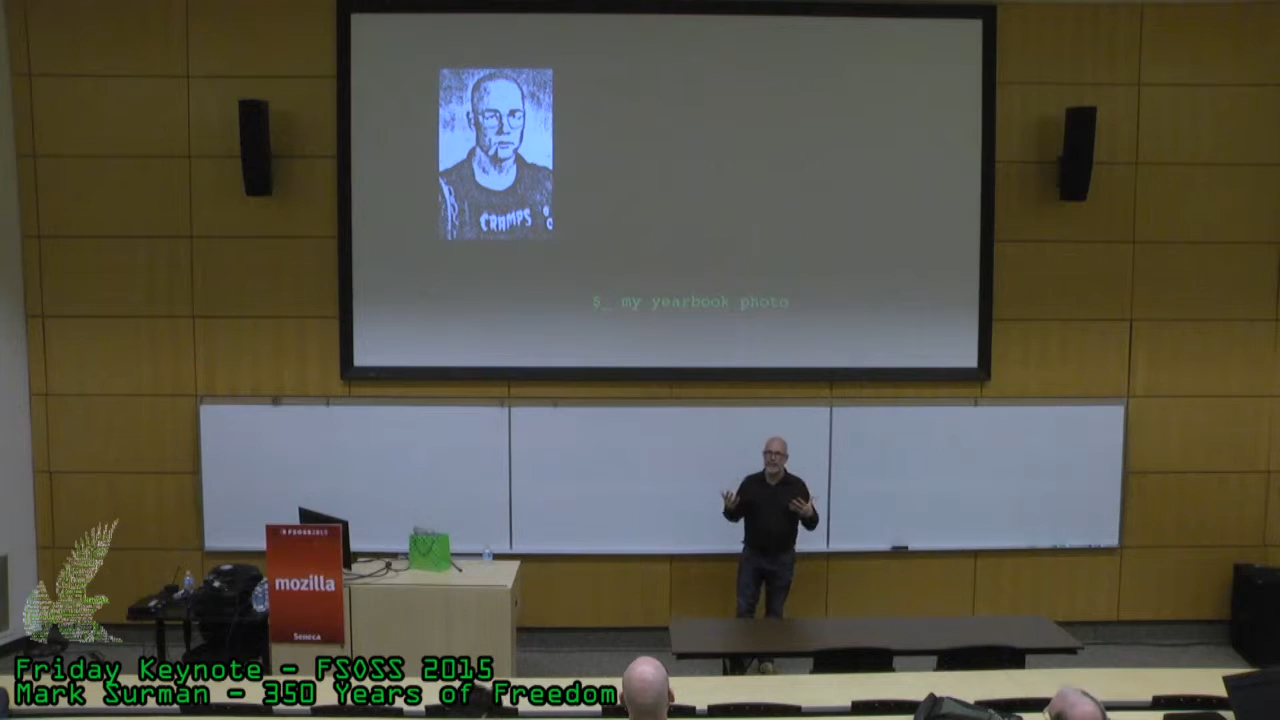 CRAMPS
$_ my yearbook photo
mozilla
Seneca
Friday Keynote - FSOSS 2015
Mark Surman - 350 Years of Freedom